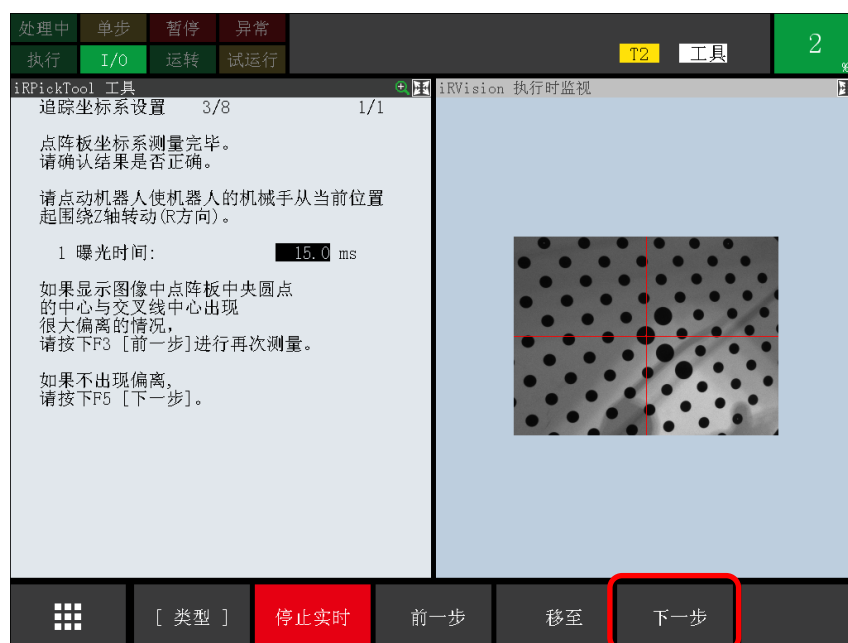 处理中 单步 暂停 异常
执行 I/O 运转 试运行
T2 工具
2 %
iRPickTool 工具
追踪坐标系设置 3/8 1/1
点阵板坐标系测量完毕。
请确认结果是否正确。
请点动机器人使机器人的机械手从当前位置
起围绕Z轴转动(R方向)。
1 曝光时间: 15.0 ms
如果显示图像中点阵板中央圆点
的中心与交叉线中心出现
很大偏离的情况,
请按下F3 [前一步]进行再次测量。
如果不出现偏离,
请按下F5 [下一步]。
iRVision 执行时监视
[ 类型 ] 停止实时 前一步 移至 下一步